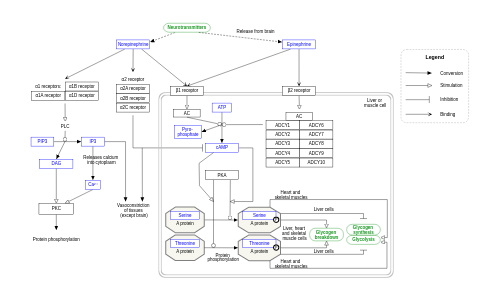 Neurotransmitters
Release from brain
Norepinephrine
Epinephrine
Legend
Conversion
Stimulation
Inhibition
Binding
α1 receptors:
α1B receptor
α1A receptor
α1D receptor
α2 receptor
α2A receptor
α2B receptor
α2C receptor
β1 receptor
β2 receptor
Liver or
muscle cell
AC
ATP
AC
Pyro-
phosphate
ADCY1
ADCY6
ADCY2
ADCY7
ADCY3
ADCY8
ADCY4
ADCY9
ADCY5
ADCY10
PLC
PIP2
IP3
cAMP
DAG
Releases calcium
into cytoplasm
Ca²⁺
PKA
PKC
Vasoconstriction
of tissues
(except brain)
Protein phosphorylation
Heart and
skeletal muscles
Serine
A protein
Serine
A protein
Liver cells
Liver, heart
and skeletal
muscle cells
Glycogen
breakdown
Glycogen
synthesis
Glycolysis
Threonine
A protein
Threonine
A protein
Liver cells
Protein
phosphorylation
Heart and
skeletal muscles